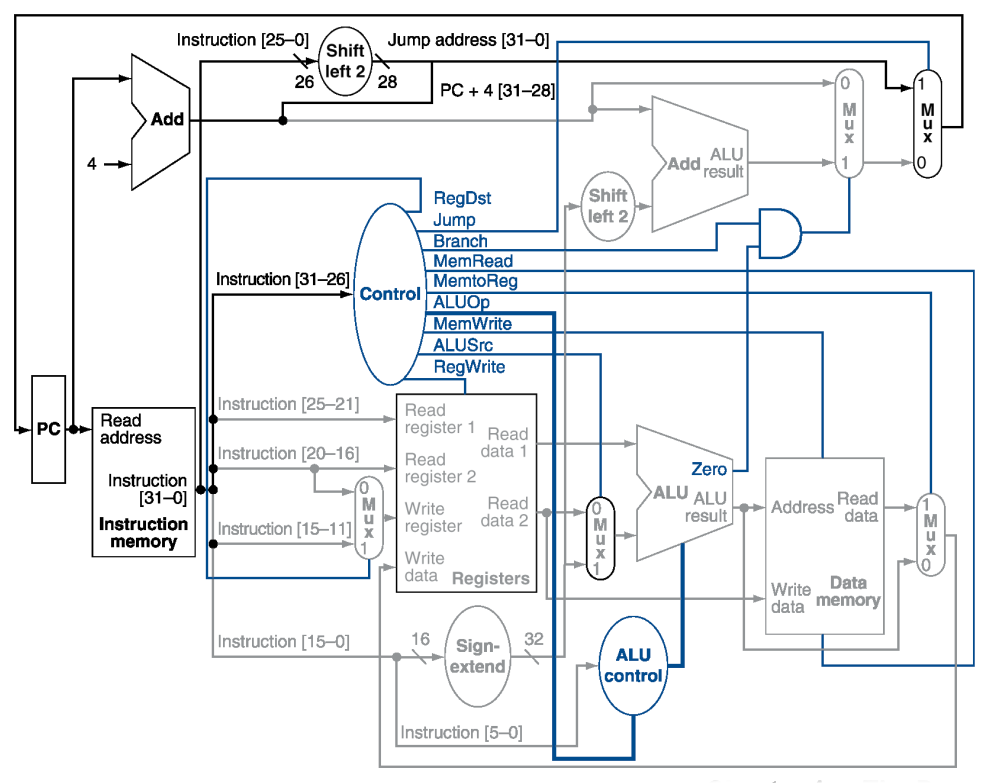 Instruction [25–0]
Shift
left 2
Jump address [31–0]
26
28
PC + 4 [31–28]
Add
4
0
M
u
x
1
1
M
u
x
0
Add
ALU
result
Shift
left 2
RegDst
Jump
Branch
MemRead
MemtoReg
ALUOp
MemWrite
ALUSrc
RegWrite
Instruction [31–26]
Control
PC
Read
address
Instruction
[31–0]
Instruction
memory
Instruction [25–21]
Instruction [20–16]
Instruction [15–11]
0
M
u
x
1
Read
register 1
Read
register 2
Write
register
Write
data
Read
data 1
Read
data 2
Registers
0
M
u
x
1
Zero
ALU
ALU
result
Address
Read
data
Write
data
Data
memory
1
M
u
x
0
Instruction [15–0]
16
Sign-
extend
32
ALU
control
Instruction [5–0]